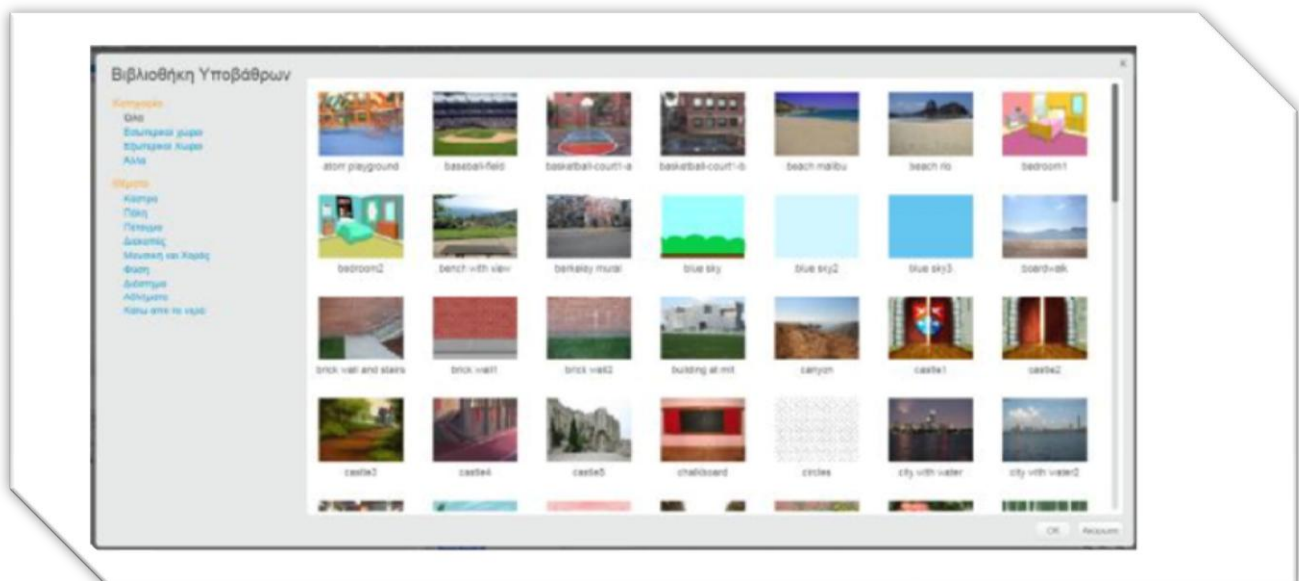 Βιβλιοθήκη Υποβάθρων
Κατηγορία
Όλα
Εσωτερικοί χώροι
Εξωτερικοί Χώροι
Άλλα
Θέματα
Κάστρο
Πόλη
Πέταγμα
Διακοπές
Μουσική και Χορός
Φύση
Διάστημα
Αθλήματα
Κάτω από το νερό
atom playground
baseball-field
basketball-court1-a
basketball-court1-b
beach malibu
beach rio
bedroom1
bedroom2
bench with view
berkeley mural
blue sky
blue sky2
blue sky3
boardwalk
brick wall and stairs
brick wall1
brick wall2
building at mit
canyon
castle1
castle2
castle3
castle4
castle5
chalkboard
circles
city with water
city with water2
OK
Ακύρωση